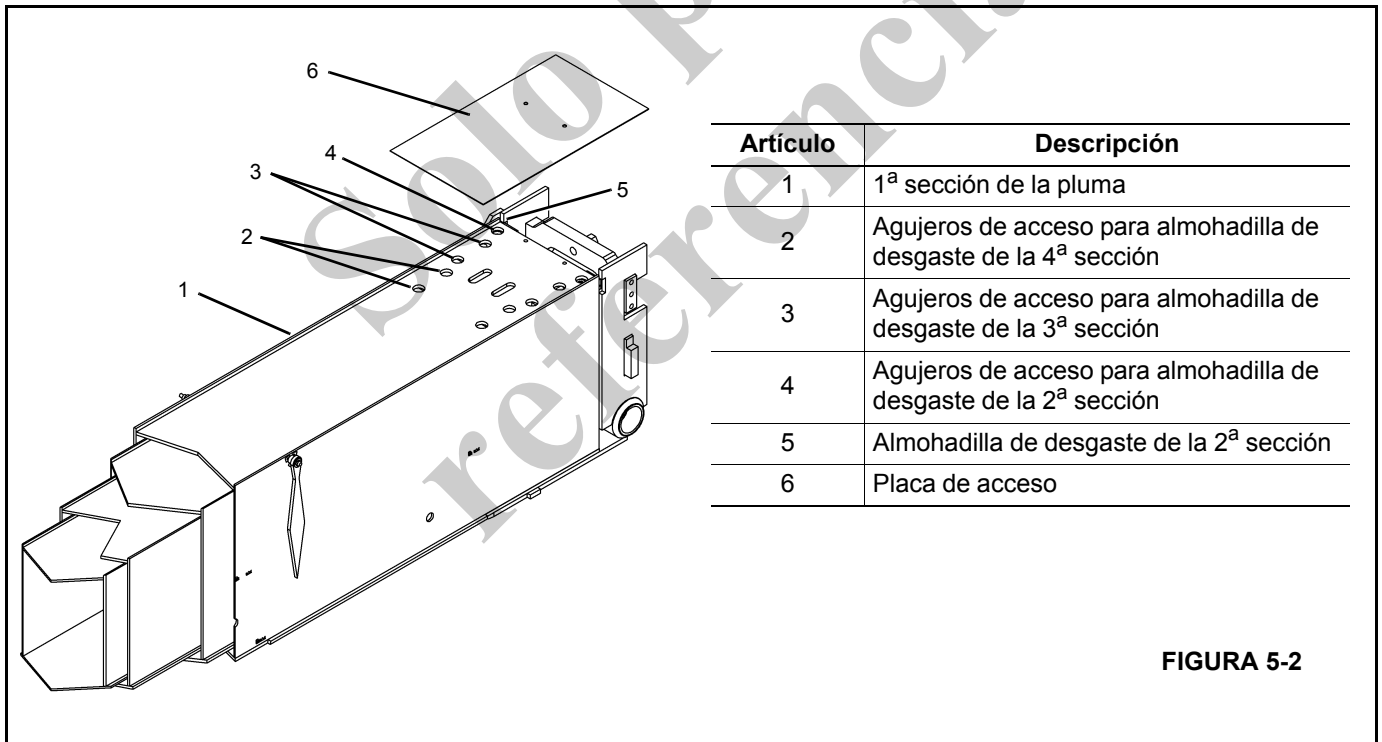 Solo p
referencia
6
4
3
5
2
1
Artículo Descripción
1 1ª sección de la pluma
2 Agujeros de acceso para almohadilla de
desgaste de la 4ª sección
3 Agujeros de acceso para almohadilla de
desgaste de la 3ª sección
4 Agujeros de acceso para almohadilla de
desgaste de la 2ª sección
5 Almohadilla de desgaste de la 2ª sección
6 Placa de acceso
FIGURA 5-2